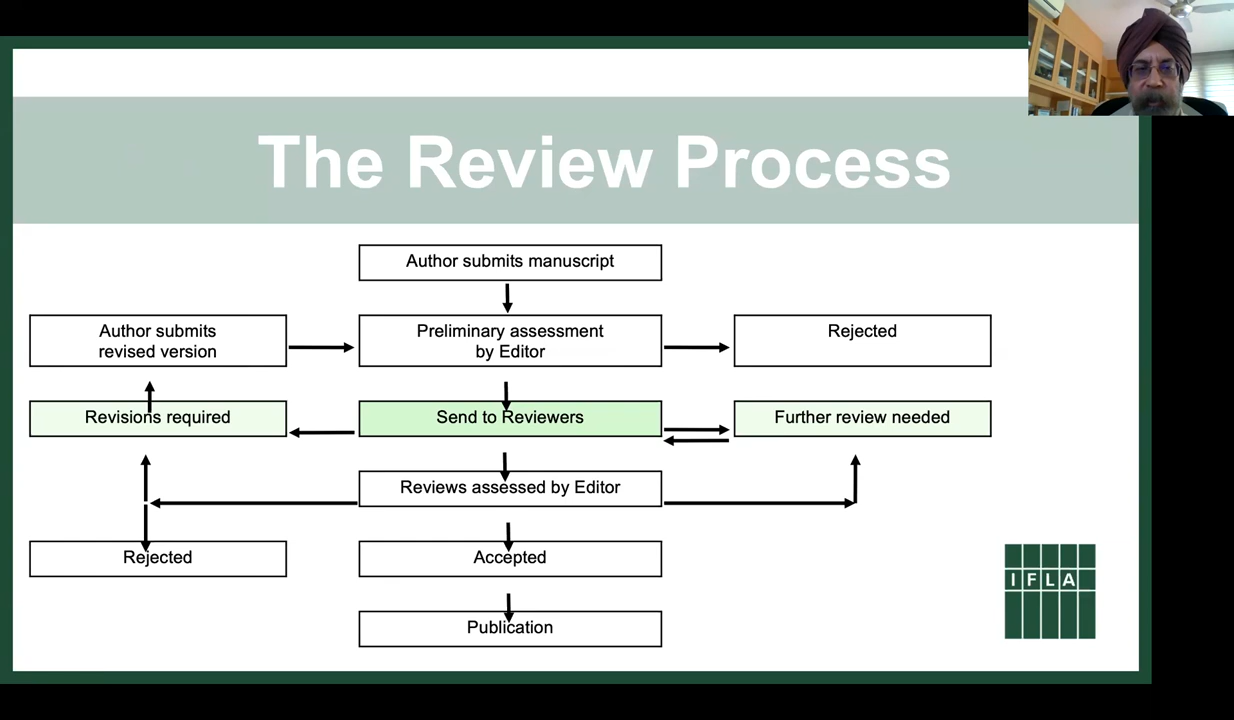 The Review Process
Author submits manuscript
Author submits
revised version
Preliminary assessment
by Editor
Rejected
Revisions required
Send to Reviewers
Further review needed
Reviews assessed by Editor
Rejected
Accepted
Publication
IFLA